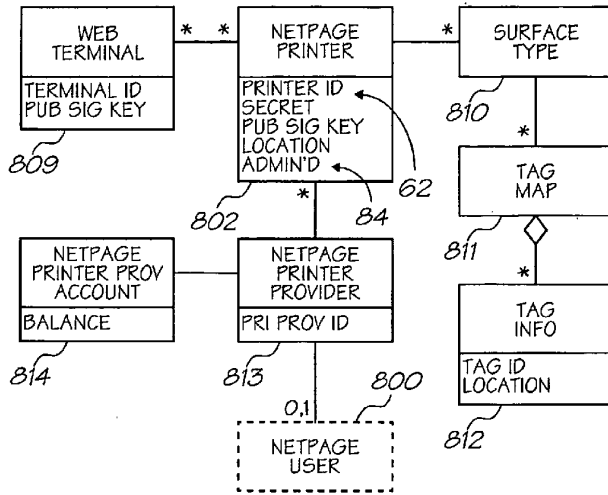 WEB
TERMINAL
TERMINAL ID
PUB SIG KEY
809
* *
NETPAGE
PRINTER
PRINTER ID
SECRET
PUB SIG KEY
LOCATION
ADMIN'D
802
62
84
*
*
SURFACE
TYPE
810
*
TAG
MAP
811
*
TAG
INFO
TAG ID
LOCATION
812
NETPAGE
PRINTER PROV
ACCOUNT
BALANCE
814
NETPAGE
PRINTER
PROVIDER
PRI PROV ID
813
800
0,1
NETPAGE
USER